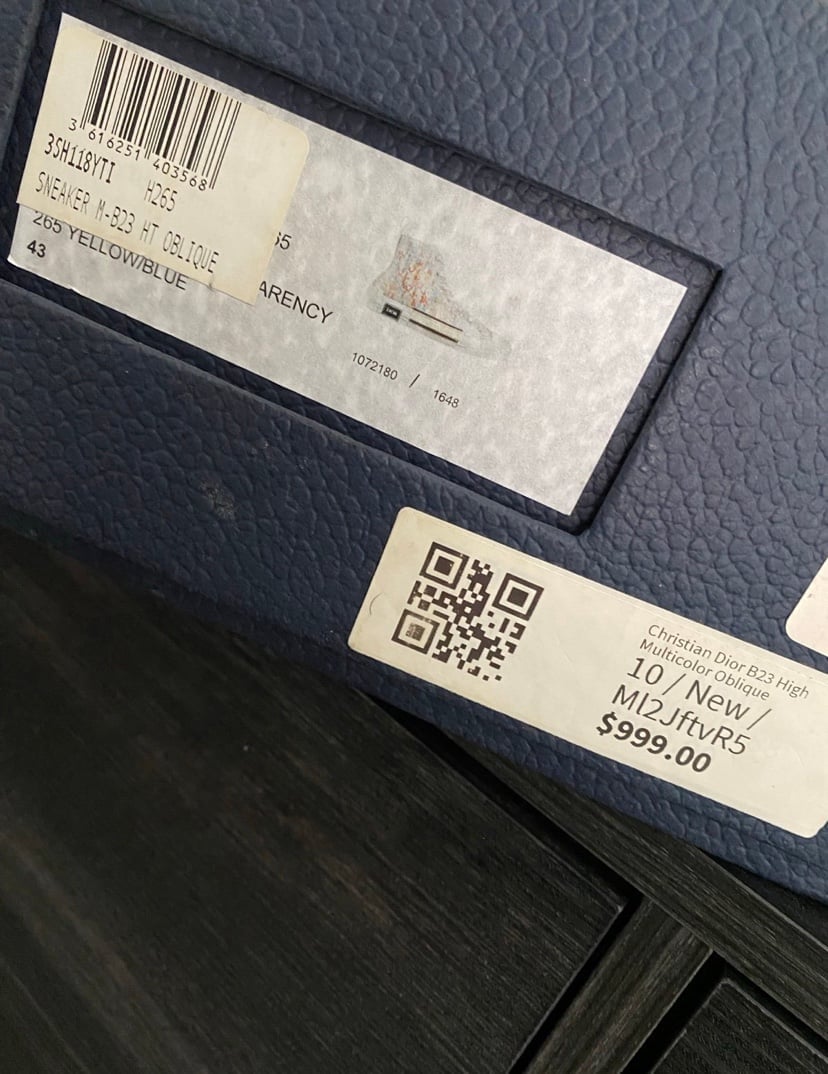 3 616251 403568
3SH118YTI H265
SNEAKER M-B23 HT OBLIQUE
265 YELLOW/BLUE
ARENCY
43
1072180 / 1648
Christian Dior B23 High
Multicolor Oblique
10 / New /
Ml2JftvR5
$999.00